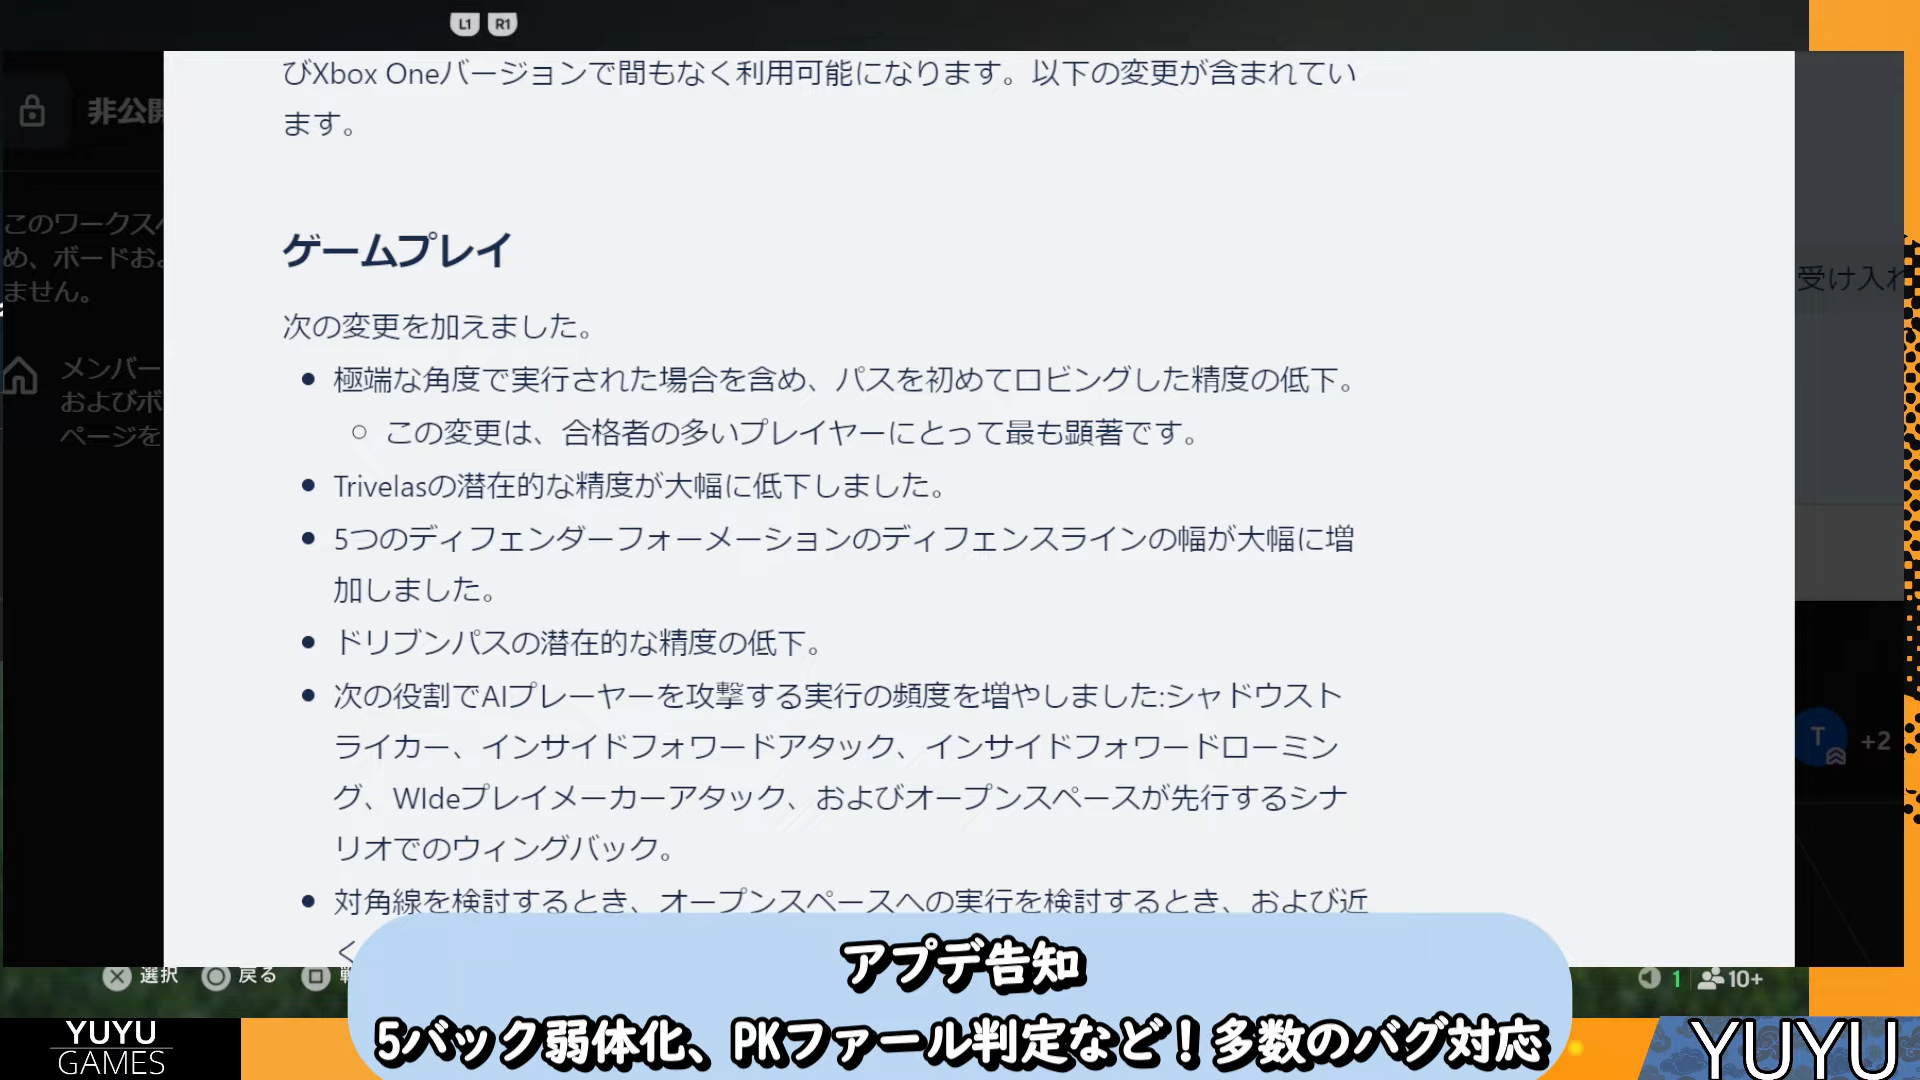 L1 R1
びXbox Oneバージョンで間もなく利用可能になります。以下の変更が含まれてい
ます。
非公開
このワークス
め、ボードおよ
ません。
メンバー
およびボ
ページを
ゲームプレイ
次の変更を加えました。
極端な角度で実行された場合を含め、パスを初めてロビングした精度の低下。
この変更は、合格者の多いプレイヤーにとって最も顕著です。
Trivelasの潜在的な精度が大幅に低下しました。
5つのディフェンダーフォーメーションのディフェンスラインの幅が大幅に増
加しました。
ドリブンパスの潜在的な精度の低下。
次の役割でAIプレーヤーを攻撃する実行の頻度を増やしました:シャドウスト
ライカー、インサイドフォワードアタック、インサイドフォワードローミン
グ、WIdeプレイメーカーアタック、およびオープンスペースが先行するシナ
リオでのウィングバック。
対角線を検討するとき、オープンスペースへの実行を検討するとき、および近
く
受け入れ
T +2
アプデ告知
5バック弱体化、PKファール判定など！多数のバグ対応
選択 戻る
1 10+
YUYU
GAMES
YUYU